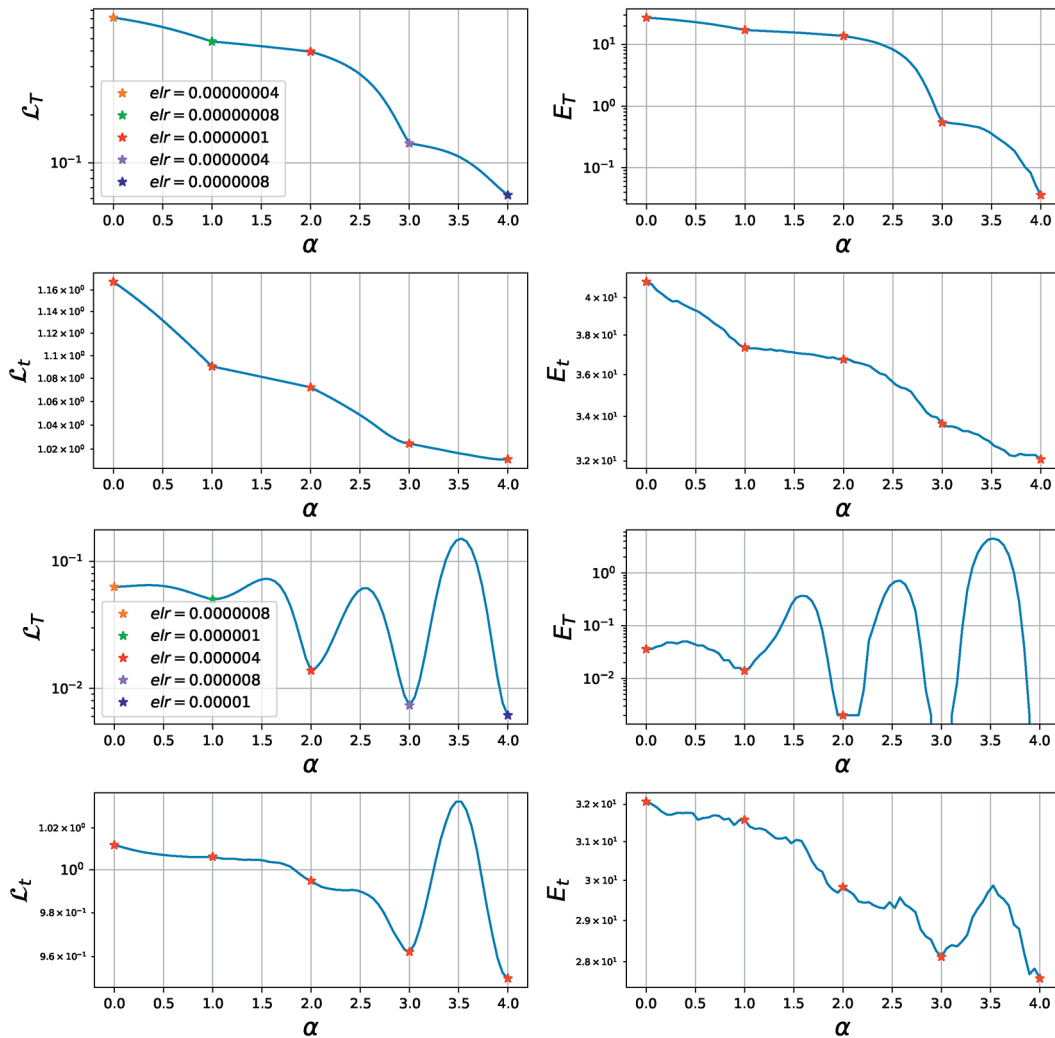 10⁻¹
ℒ_T
elr = 0.00000004
elr = 0.00000008
elr = 0.0000001
elr = 0.0000004
elr = 0.0000008
0.0 0.5 1.0 1.5 2.0 2.5 3.0 3.5 4.0
α
10¹
10⁰
10⁻¹
E_T
0.0 0.5 1.0 1.5 2.0 2.5 3.0 3.5 4.0
α
1.16 × 10⁰
1.14 × 10⁰
1.12 × 10⁰
1.10 × 10⁰
1.08 × 10⁰
1.06 × 10⁰
1.04 × 10⁰
1.02 × 10⁰
ℒ_t
0.0 0.5 1.0 1.5 2.0 2.5 3.0 3.5 4.0
α
4 × 10¹
3.8 × 10¹
3.6 × 10¹
3.4 × 10¹
3.2 × 10¹
E_t
0.0 0.5 1.0 1.5 2.0 2.5 3.0 3.5 4.0
α
10⁻¹
10⁻²
ℒ_T
elr = 0.0000008
elr = 0.000001
elr = 0.000004
elr = 0.000008
elr = 0.00001
0.0 0.5 1.0 1.5 2.0 2.5 3.0 3.5 4.0
α
10⁰
10⁻¹
10⁻²
E_T
0.0 0.5 1.0 1.5 2.0 2.5 3.0 3.5 4.0
α
1.02 × 10⁰
10⁰
9.8 × 10⁻¹
9.6 × 10⁻¹
ℒ_t
0.0 0.5 1.0 1.5 2.0 2.5 3.0 3.5 4.0
α
3.2 × 10¹
3.1 × 10¹
3 × 10¹
2.9 × 10¹
2.8 × 10¹
E_t
0.0 0.5 1.0 1.5 2.0 2.5 3.0 3.5 4.0
α